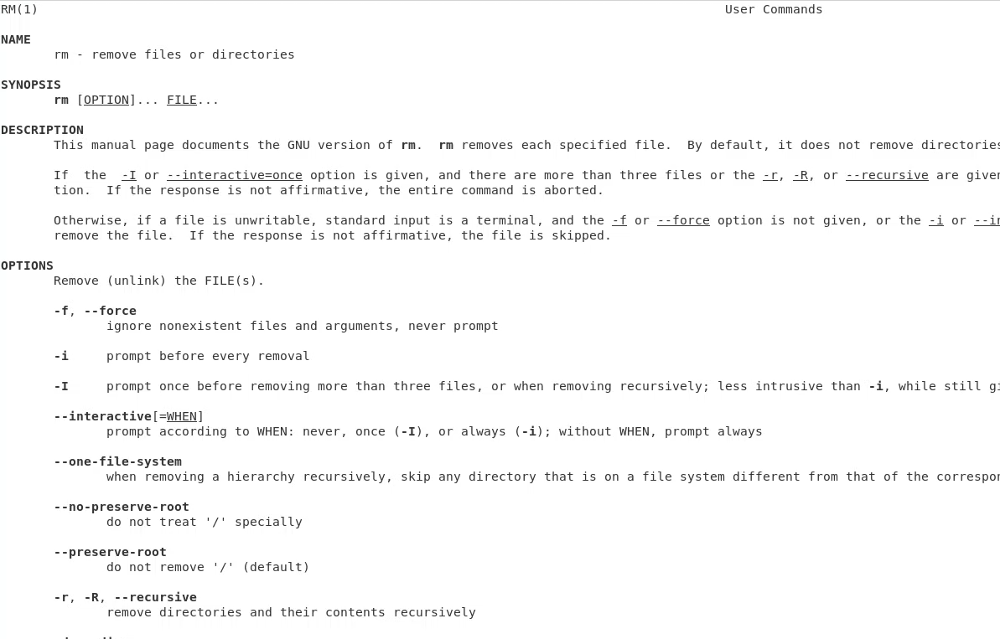 RM(1) User Commands
NAME
rm - remove files or directories
SYNOPSIS
rm [OPTION]... FILE...
DESCRIPTION
This manual page documents the GNU version of rm.  rm removes each specified file.  By default, it does not remove directories
If  the  -I or --interactive=once option is given, and there are more than three files or the -r, -R, or --recursive are given
tion.  If the response is not affirmative, the entire command is aborted.
Otherwise, if a file is unwritable, standard input is a terminal, and the -f or --force option is not given, or the -i or
remove the file.  If the response is not affirmative, the file is skipped.
OPTIONS
Remove (unlink) the FILE(s).
-f, --force
ignore nonexistent files and arguments, never prompt
-i     prompt before every removal
-I     prompt once before removing more than three files, or when removing recursively; less intrusive than -i, while still
--interactive[=WHEN]
prompt according to WHEN: never, once (-I), or always (-i); without WHEN, prompt always
--one-file-system
when removing a hierarchy recursively, skip any directory that is on a file system different from that of the
--no-preserve-root
do not treat '/' specially
--preserve-root
do not remove '/' (default)
-r, -R, --recursive
remove directories and their contents recursively